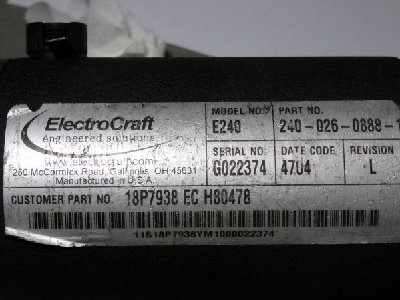 ElectroCraft
engineered solutions
www.electrocraft.com
250 McCormick Road, Gallipolis, OH 45631
Manufactured in U.S.A.
MODEL NO. PART NO.
E240 240-026-0888-1
SERIAL NO. DATE CODE REVISION
G022374 4704 L
CUSTOMER PART NO. 18P7938 EC H80478
11S18P7938YM1000022374